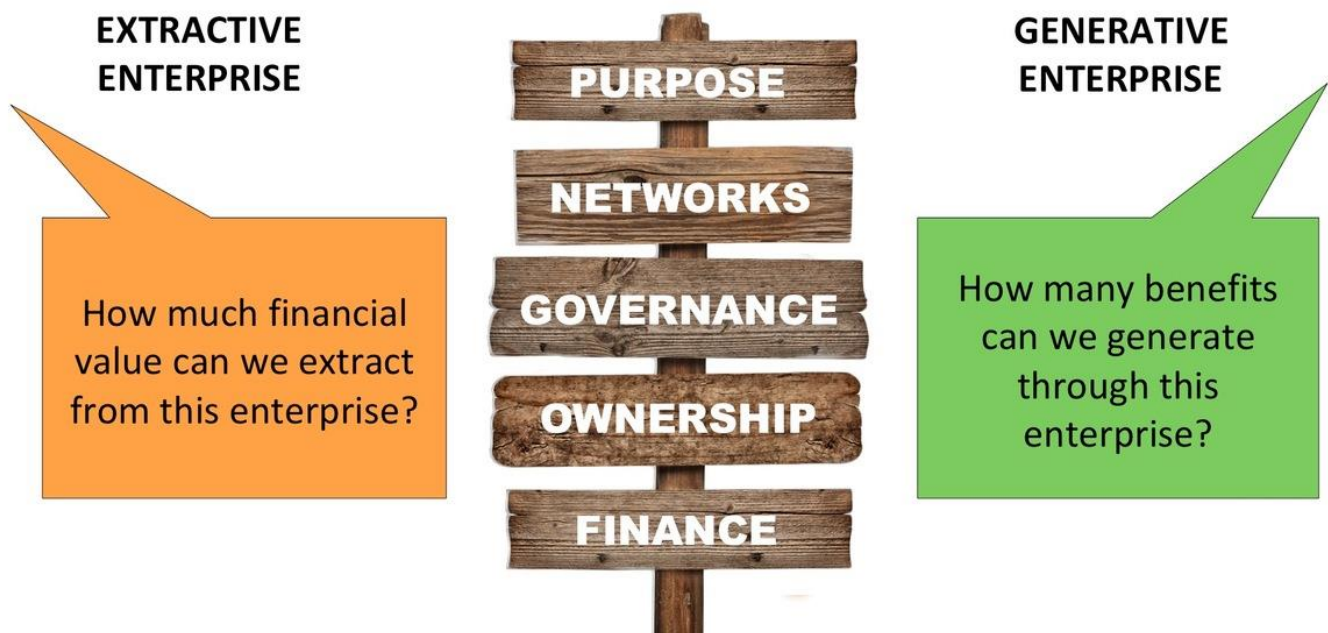 EXTRACTIVE
ENTERPRISE
How much financial
value can we extract
from this enterprise?
PURPOSE
NETWORKS
GOVERNANCE
OWNERSHIP
FINANCE
GENERATIVE
ENTERPRISE
How many benefits
can we generate
through this
enterprise?